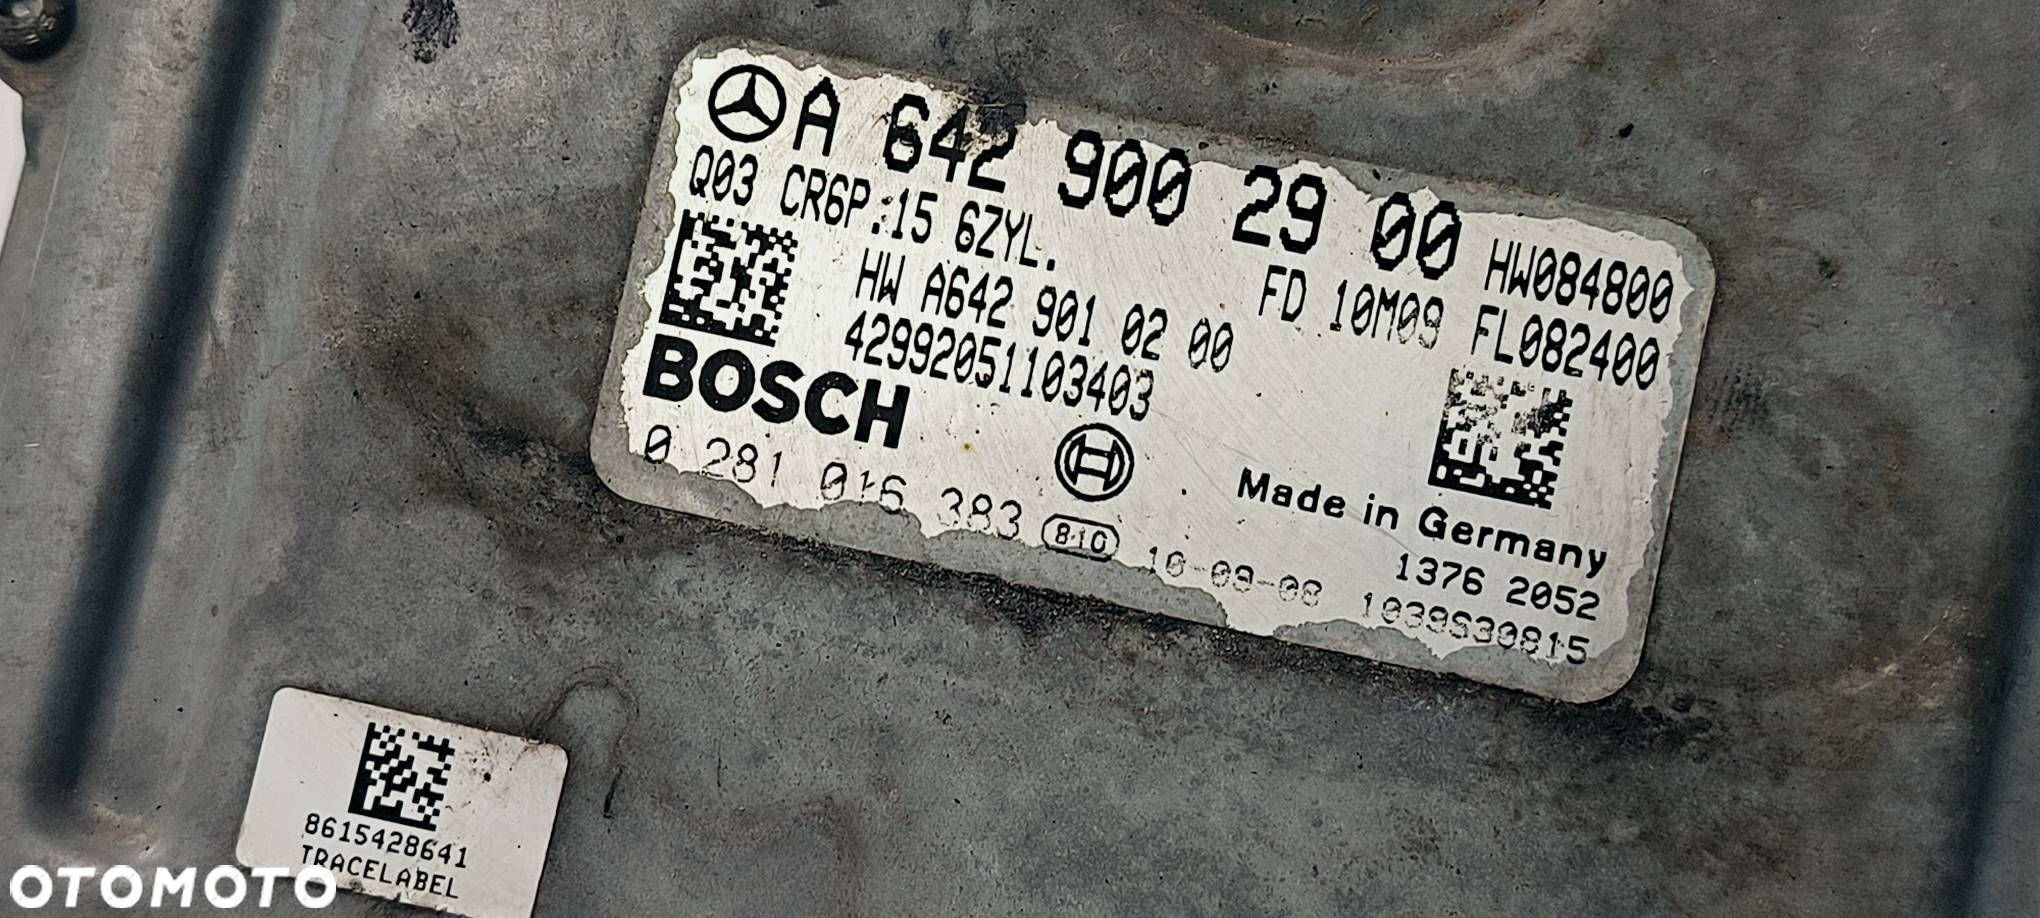 A 642 900 29 00 HW084800
Q03 CR6P.15 6ZYL.
FD 10M09 FL082400
HW A642 901 02 00
42992051103403
BOSCH
0 281 016 383
810
Made in Germany
1376 2052
10-09-08 1039S30815
8615428641
TRACELABEL
OTOMOTO